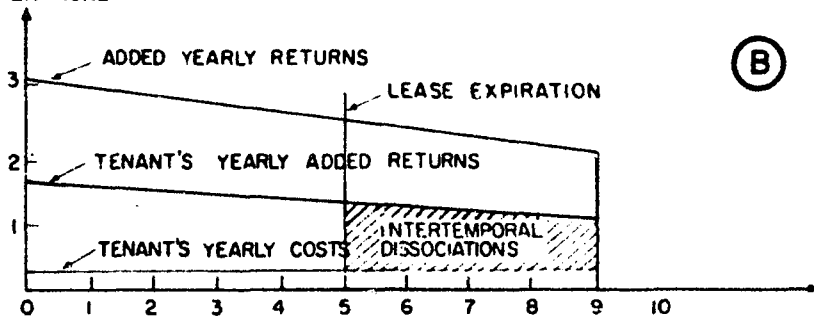 ADDED YEARLY RETURNS
B
3
LEASE EXPIRATION
2
TENANT'S YEARLY ADDED RETURNS
1
INTERTEMPORAL
TENANT'S YEARLY COSTS
DISSOCIATIONS
0 1 2 3 4 5 6 7 8 9 10